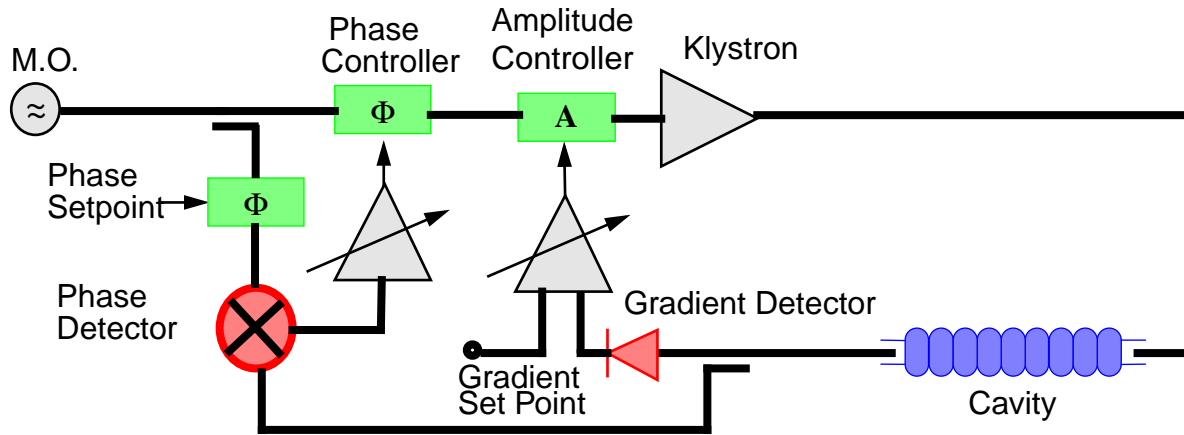 M.O.
≈
Phase
Controller
Φ
Amplitude
Controller
A
Klystron
Phase
Setpoint
Φ
Phase
Detector
Gradient
Set Point
Gradient Detector
Cavity